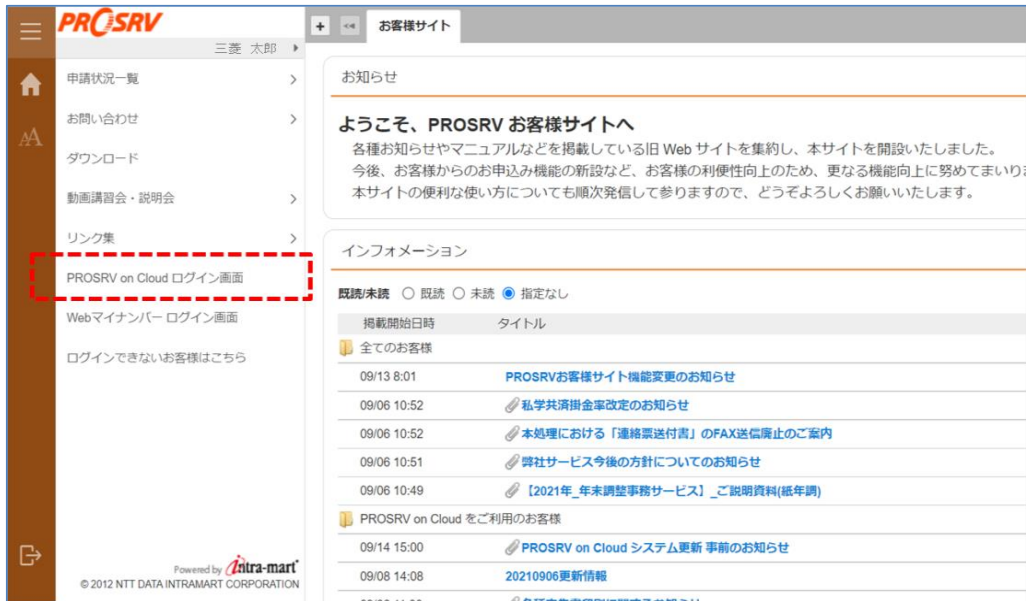 PROSRV
三菱 太郎
申請状況一覧
お問い合わせ
ダウンロード
動画講習会・説明会
リンク集
PROSRV on Cloud ログイン画面
Webマイナンバー ログイン画面
ログインできないお客様はこちら
Powered by intra-mart
© 2012 NTT DATA INTRAMART CORPORATION
お客様サイト
お知らせ
ようこそ、PROSRV お客様サイトへ
各種お知らせやマニュアルなどを掲載している旧 Web サイトを集約し、本サイトを開設いたしました。
今後、お客様からのお申込み機能の新設など、お客様の利便性向上のため、更なる機能向上に努めてまいりま
本サイトの便利な使い方についても順次発信して参りますので、どうぞよろしくお願いいたします。
インフォメーション
既読/未読 既読 未読 指定なし
掲載開始日時 タイトル
全てのお客様
09/13 8:01 PROSRVお客様サイト機能変更のお知らせ
09/06 10:52 私学共済掛金率改定のお知らせ
09/06 10:52 本処理における「連絡票送付書」のFAX送信廃止のご案内
09/06 10:51 弊社サービス今後の方針についてのお知らせ
09/06 10:49 【2021年_年末調整事務サービス】_ご説明資料(紙年調)
PROSRV on Cloud をご利用のお客様
09/14 15:00 PROSRV on Cloud システム更新 事前のお知らせ
09/08 14:08 20210906更新情報